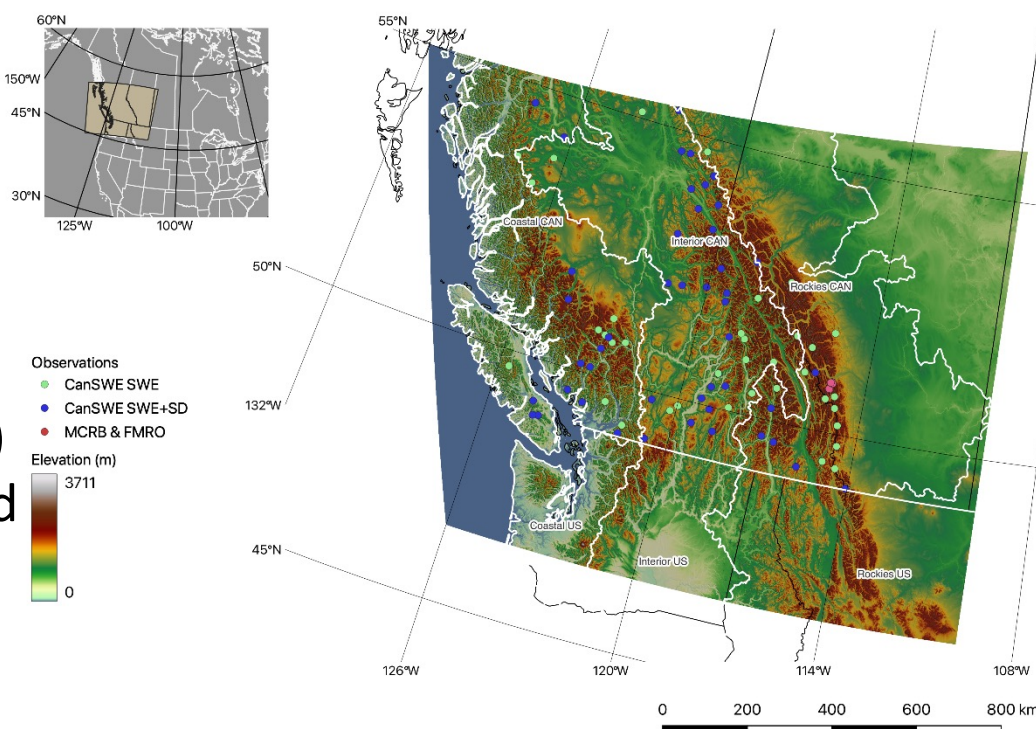 60°N
150°W
45°N
30°N
125°W
100°W
55°N
50°N
132°W
45°N
126°W
120°W
114°W
108°W
Coastal CAN
Interior CAN
Rockies CAN
Coastal US
Interior US
Rockies US
Observations
CanSWE SWE
CanSWE SWE+SD
MCRB & FMRO
)
d
Elevation (m)
3711
0
0 200 400 600 800 km